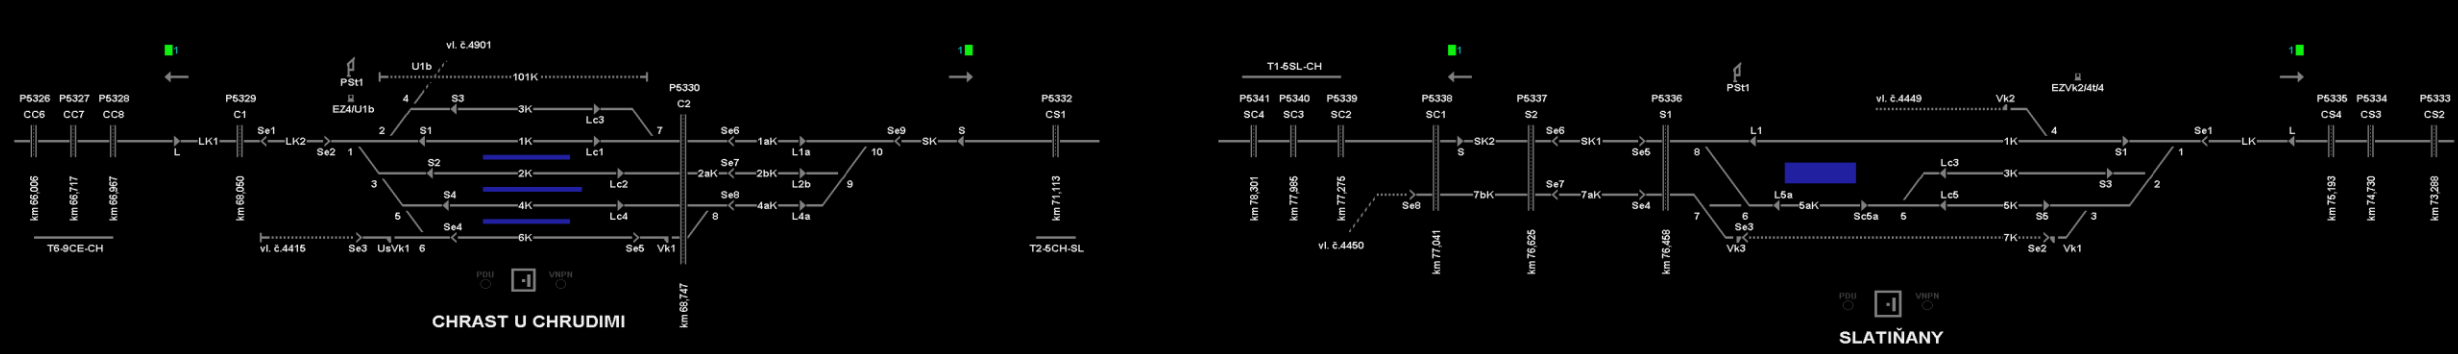 vl. č.4901
1
1
1
1
U1b
101K
T1-5SL-CH
PSt1
PSt1
EZVk2/4t/4
P5326 P5327 P5328 P5329
CC6 CC7 CC8 C1
EZ4/U1b
4
S3
3K
Lc3
P5330
C2
P5332
CS1
P5341 P5340 P5339 P5338 P5337 P5336
SC4 SC3 SC2 SC1 S2 S1
vl. č.4449
Vk2
P5335 P5334 P5333
CS4 CS3 CS2
L
LK1
Se1
LK2
Se2
2
1
S1
1K
Lc1
7
Se6
1aK
L1a
Se9
10
SK
S
S
SK2
Se6
SK1
Se5
8
L1
1K
4
S1
1
Se1
LK
L
3
S2
2K
Lc2
2aK
Se7
2bK
L2b
9
Lc3
3K
S3
2
5
S4
4K
Lc4
8
Se8
4aK
L4a
Se8
7bK
Se7
7aK
Se4
7
6
L5a
5aK
Sc5a
5
Lc5
5K
S5
3
vl. č.4415
Se3
UsVk1
6
Se4
6K
Se5
Vk1
vl. č.4450
Vk3
Se3
7K
Se2
Vk1
km 66,006
km 66,717
km 66,967
km 68,050
km 68,747
km 71,113
km 78,301
km 77,985
km 77,275
km 77,041
km 76,625
km 76,458
km 75,193
km 74,730
km 73,288
T6-9CE-CH
T2-5CH-SL
PDU
VNPN
PDU
VNPN
CHRAST U CHRUDIMI
SLATIŇANY